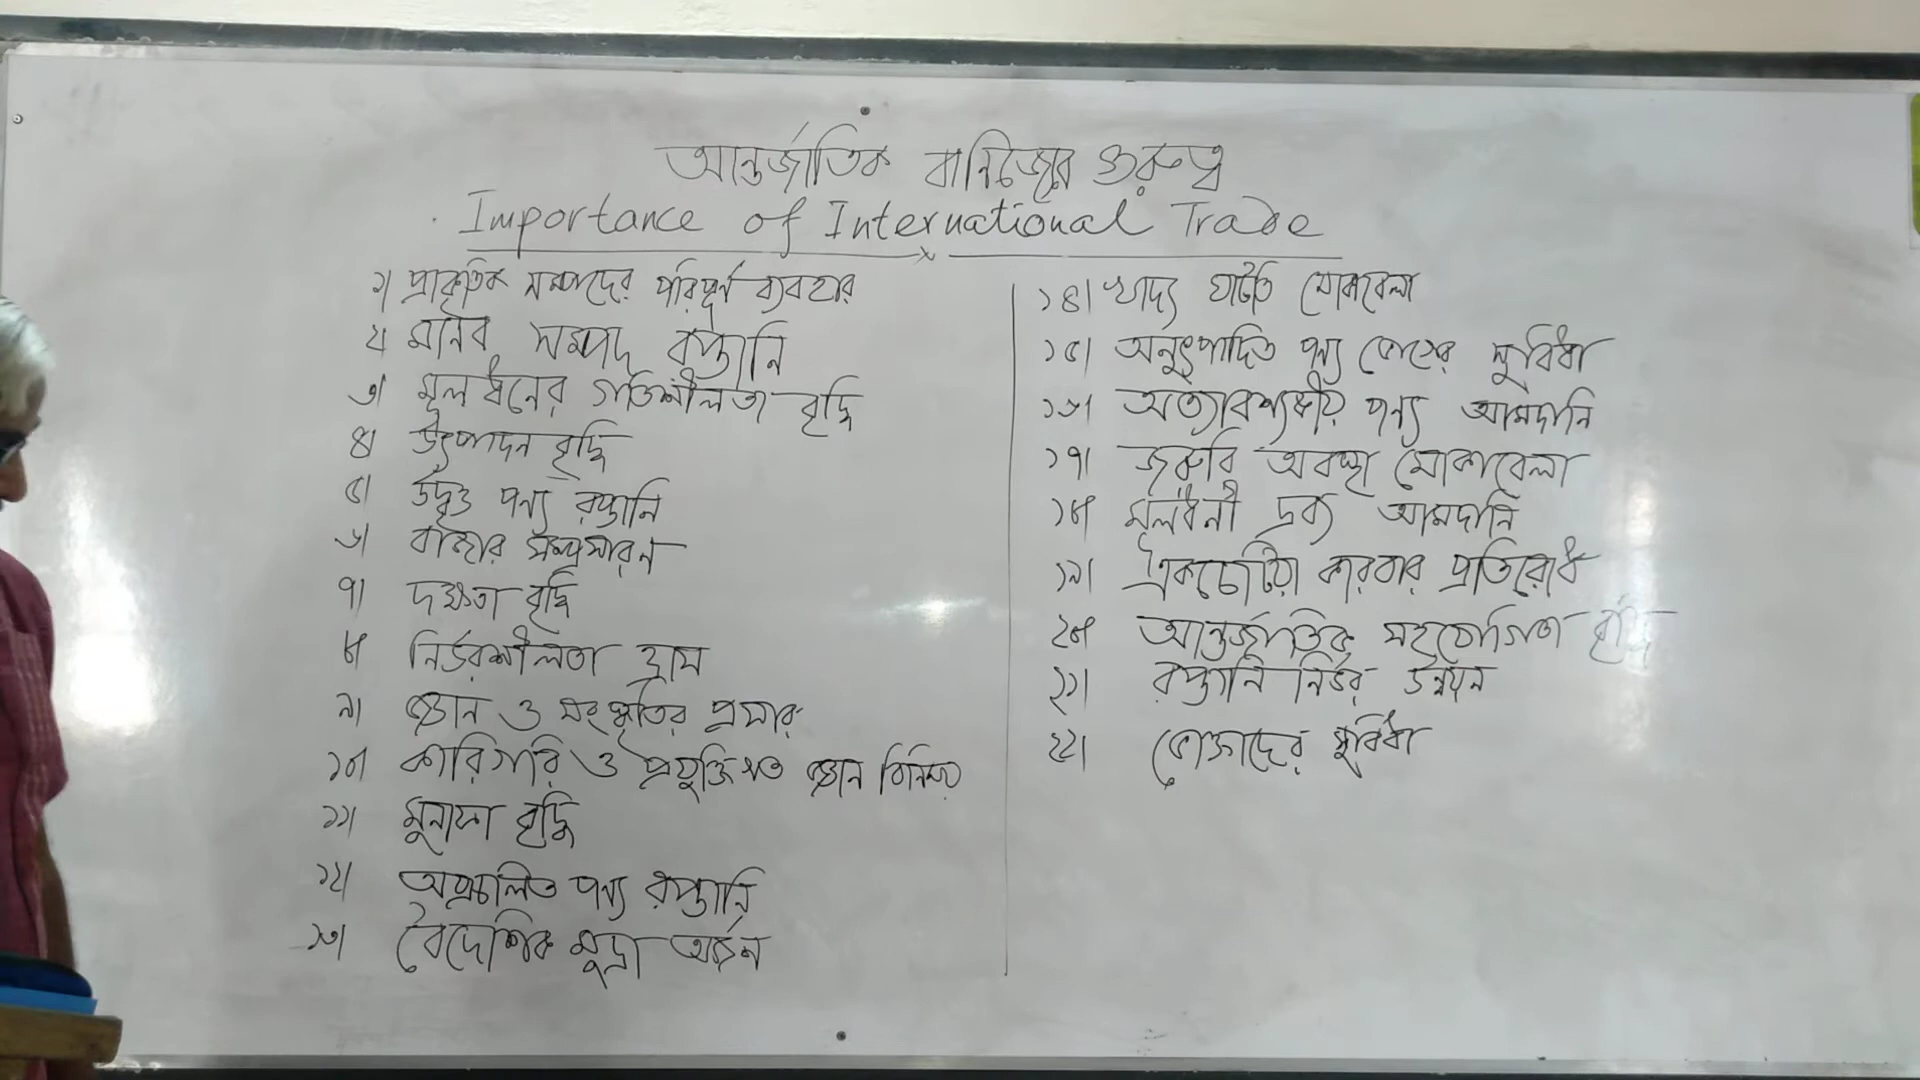 আন্তর্জাতিক বানিজ্যের গুরুত্ব
Importance of International Trade
১। প্রাকৃতিক সম্পদের পরিপূর্ণ ব্যবহার
২। মানব সম্পদ রপ্তানি
৩। মূলধনের গতিশীলতা বৃদ্ধি
৪। উৎপাদন বৃদ্ধি
৫। উদ্বৃত্ত পণ্য রপ্তানি
৬। বাজার সম্প্রসারন
৭। দক্ষতা বৃদ্ধি
৮। নির্ভরশীলতা হ্রাস
৯। জ্ঞান ও সংস্কৃতির প্রসার
১০। কারিগরি ও প্রযুক্তিগত জ্ঞান বিনিময়
১১। মুনাফা বৃদ্ধি
১২। অপ্রচলিত পণ্য রপ্তানি
১৩। বৈদেশিক মুদ্রা অর্জন
১৪। খাদ্য ঘাটতি মোকাবেলা
১৫। অনুৎপাদিত পণ্য ভোগের সুবিধা
১৬। অত্যাবশ্যকীয় পণ্য আমদানি
১৭। জরুরি অবস্থা মোকাবেলা
১৮। মূলধনী দ্রব্য আমদানি
১৯। একচেটিয়া কারবার প্রতিরোধ
২০। আন্তর্জাতিক সহযোগিতা বৃদ্ধি
২১। রপ্তানি নির্ভর উন্নয়ন
২২। ভোক্তাদের সুবিধা